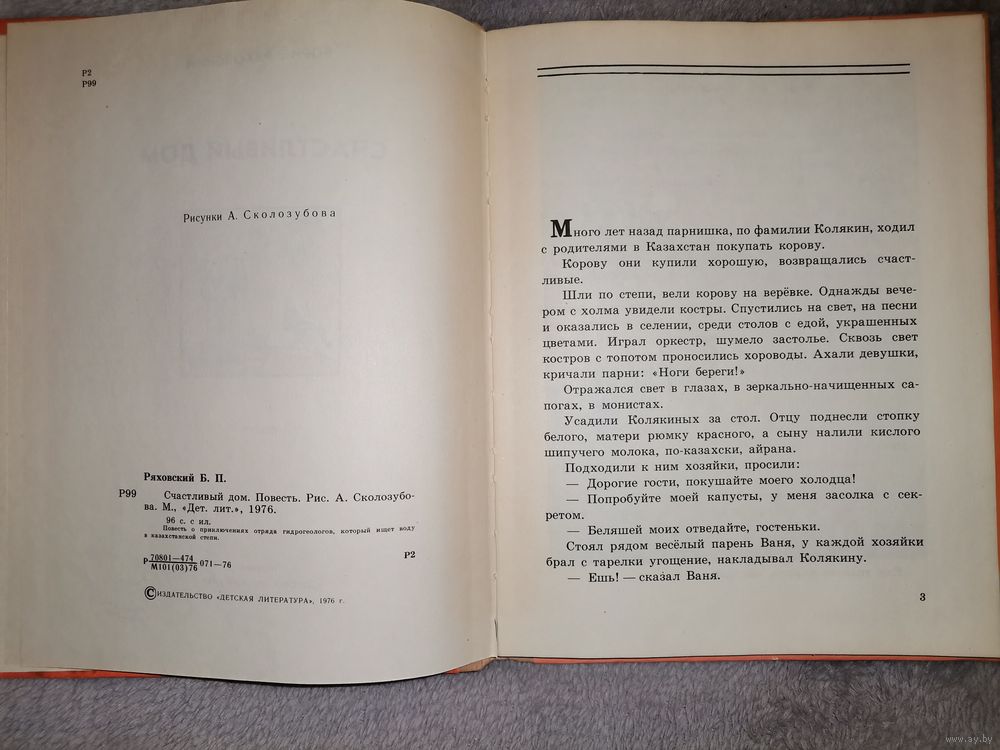 Р2
Р99
Рисунки А. Сколозубова
Ряховский Б. П.
Р99 Счастливый дом. Повесть. Рис. А. Сколозубо-
ва. М., «Дет. лит.», 1976.
96 с. с ил.
Повесть о приключениях отряда гидрогеологов, который ищет воду
в казахстанской степи.
Р 70801—474
М101(03)76 071—76
Р2
©ИЗДАТЕЛЬСТВО «ДЕТСКАЯ ЛИТЕРАТУРА», 1976 г.
Много лет назад парнишка, по фамилии Колякин, ходил
с родителями в Казахстан покупать корову.
Корову они купили хорошую, возвращались счаст-
ливые.
Шли по степи, вели корову на верёвке. Однажды вече-
ром с холма увидели костры. Спустились на свет, на песни
и оказались в селении, среди столов с едой, украшенных
цветами. Играл оркестр, шумело застолье. Сквозь свет
костров с топотом проносились хороводы. Ахали девушки,
кричали парни: «Ноги береги!»
Отражался свет в глазах, в зеркально-начищенных са-
погах, в монистах.
Усадили Колякиных за стол. Отцу поднесли стопку
белого, матери рюмку красного, а сыну налили кислого
шипучего молока, по-казахски, айрана.
Подходили к ним хозяйки, просили:
— Дорогие гости, покушайте моего холодца!
— Попробуйте моей капусты, у меня засолка с сек-
ретом.
— Беляшей моих отведайте, гостеньки.
Стоял рядом весёлый парень Ваня, у каждой хозяйки
брал с тарелки угощение, накладывал Колякину.
— Ешь! — сказал Ваня.
3
www.ay.by